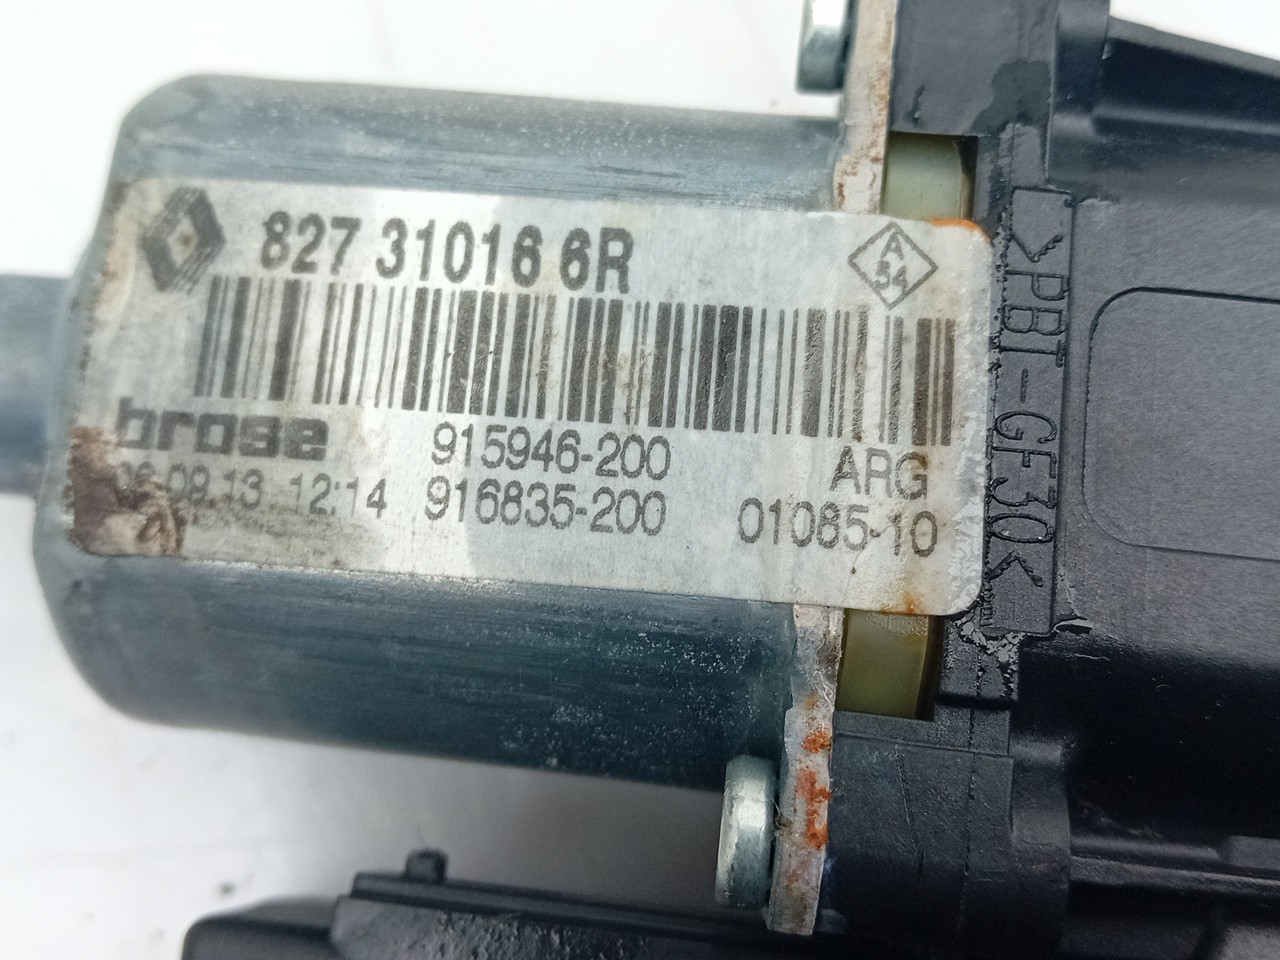 827 31016 6R
A
54
brose
915946-200
ARG
06.09.13 12:14
916835-200
01085-10
>PBT-GF30<